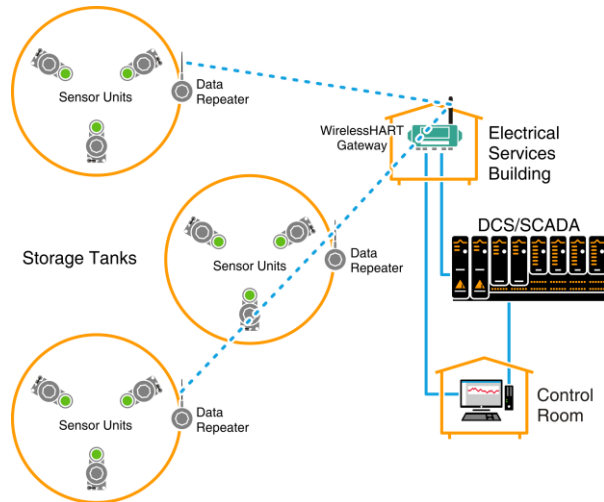 Sensor Units
Data
Repeater
WirelessHART
Gateway
Electrical
Services
Building
DCS/SCADA
Storage Tanks
Sensor Units
Data
Repeater
Sensor Units
Data
Repeater
Control
Room